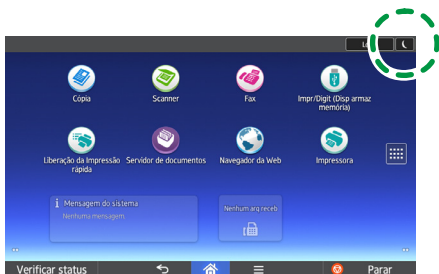 Cópia
Scanner
Fax
Impr/Digit (Disp armaz
memória)
Liberação da Impressão
rápida
Servidor de documentos
Navegador da Web
Impressora
Mensagem do sistema
Nenhuma mensagem
Nenhum arq receb.
Verificar status
Parar